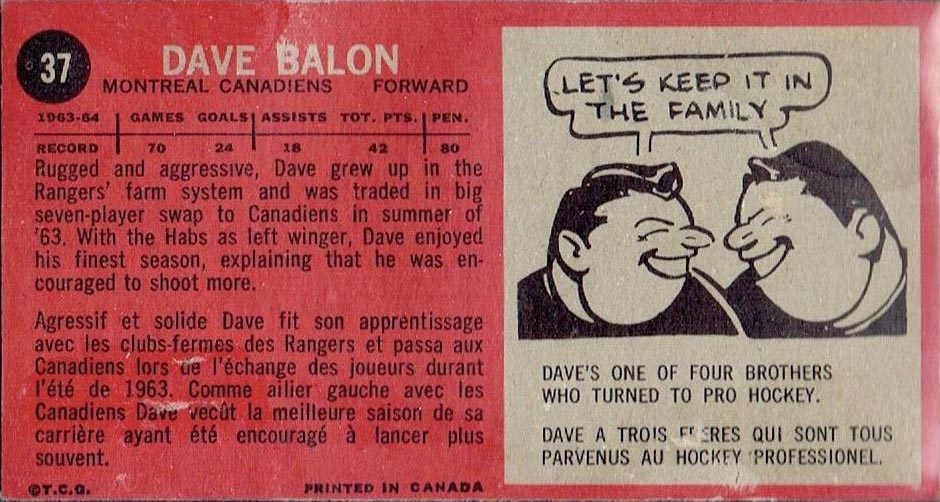 37
DAVE BALON
MONTREAL CANADIENS FORWARD
1963-64 GAMES GOALS ASSISTS TOT. PTS. PEN.
RECORD 70 24 18 42 80
Rugged and aggressive, Dave grew up in the
Rangers' farm system and was traded in big
seven-player swap to Canadiens in summer of
'63. With the Habs as left winger, Dave enjoyed
his finest season, explaining that he was en-
couraged to shoot more.
Agressif et solide Dave fit son apprentissage
avec les clubs-fermes des Rangers et passa aux
Canadiens lors de l'échange des joueurs durant
l'été de 1963. Comme ailier gauche avec les
Canadiens Dave vecût la meilleure saison de sa
carrière ayant été encouragé à lancer plus
souvent.
©T.C.G. PRINTED IN CANADA
LET'S KEEP IT IN
THE FAMILY
DAVE'S ONE OF FOUR BROTHERS
WHO TURNED TO PRO HOCKEY.
DAVE A TROIS FRERES QUI SONT TOUS
PARVENUS AU HOCKEY PROFESSIONEL.